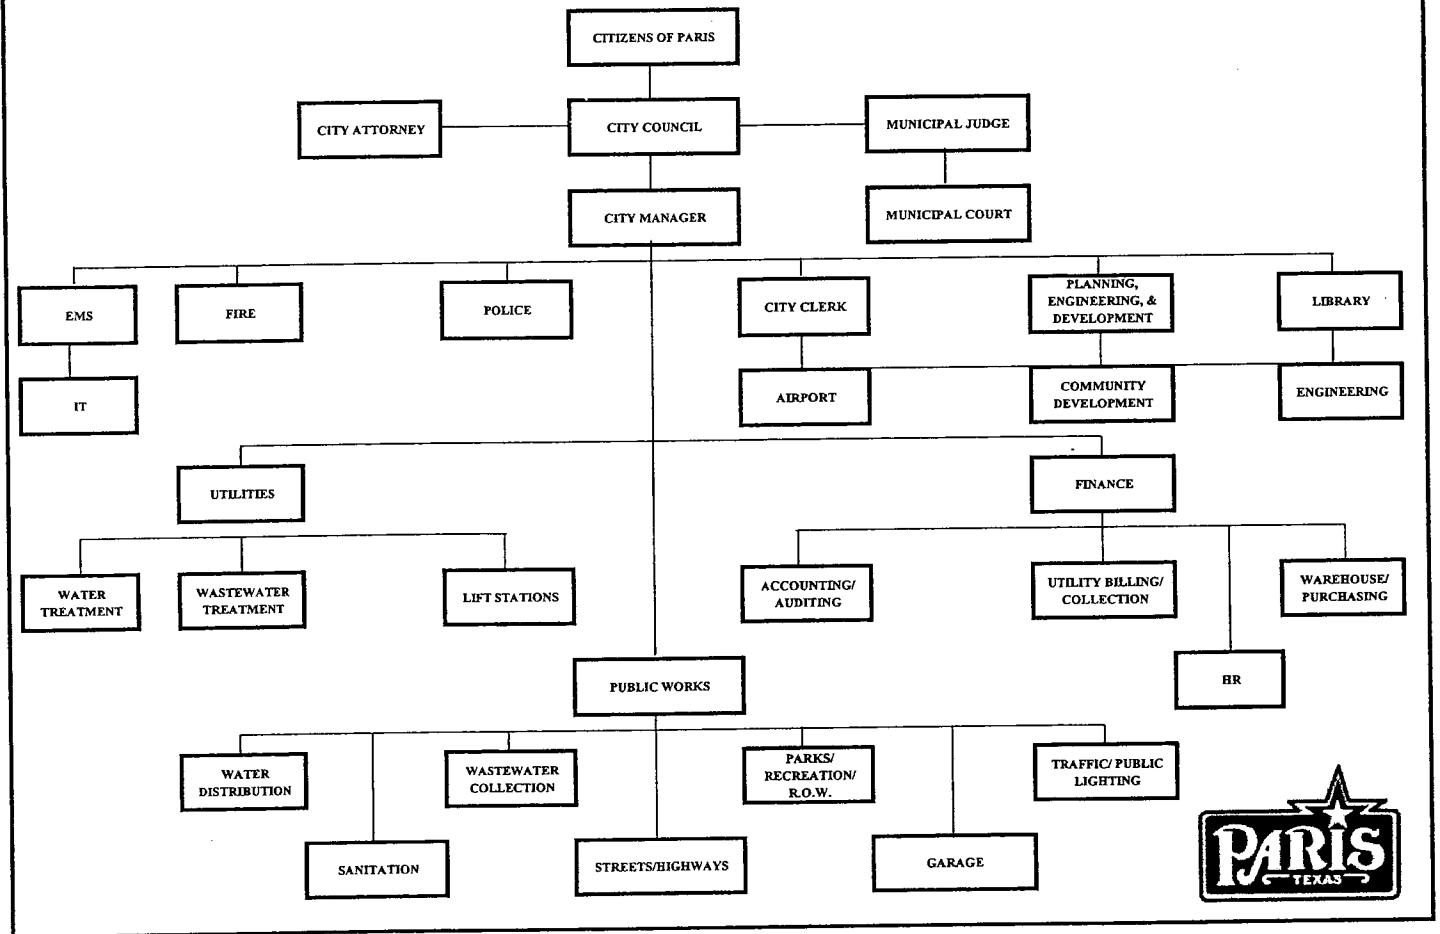 CITIZENS OF PARIS
CITY ATTORNEY
CITY COUNCIL
MUNICIPAL JUDGE
CITY MANAGER
MUNICIPAL COURT
EMS
FIRE
POLICE
CITY CLERK
PLANNING,
ENGINEERING, &
DEVELOPMENT
LIBRARY
IT
AIRPORT
COMMUNITY
DEVELOPMENT
ENGINEERING
UTILITIES
FINANCE
WATER
TREATMENT
WASTEWATER
TREATMENT
LIFT STATIONS
ACCOUNTING/
AUDITING
UTILITY BILLING/
COLLECTION
WAREHOUSE/
PURCHASING
PUBLIC WORKS
HR
WATER
DISTRIBUTION
WASTEWATER
COLLECTION
PARKS/
RECREATION/
R.O.W.
TRAFFIC/ PUBLIC
LIGHTING
SANITATION
STREETS/HIGHWAYS
GARAGE
PARIS
TEXAS